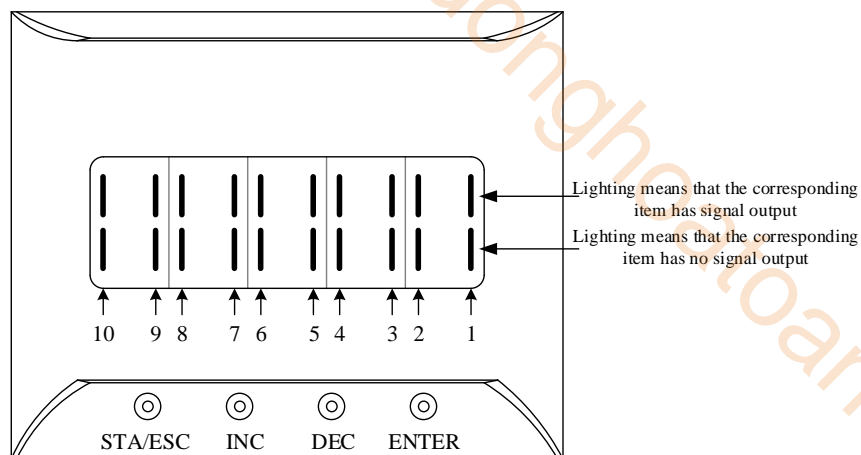 Lighting means that the corresponding
item has signal output
Lighting means that the corresponding
item has no signal output
10 9 8 7 6 5 4 3 2 1
STA/ESC INC DEC ENTER